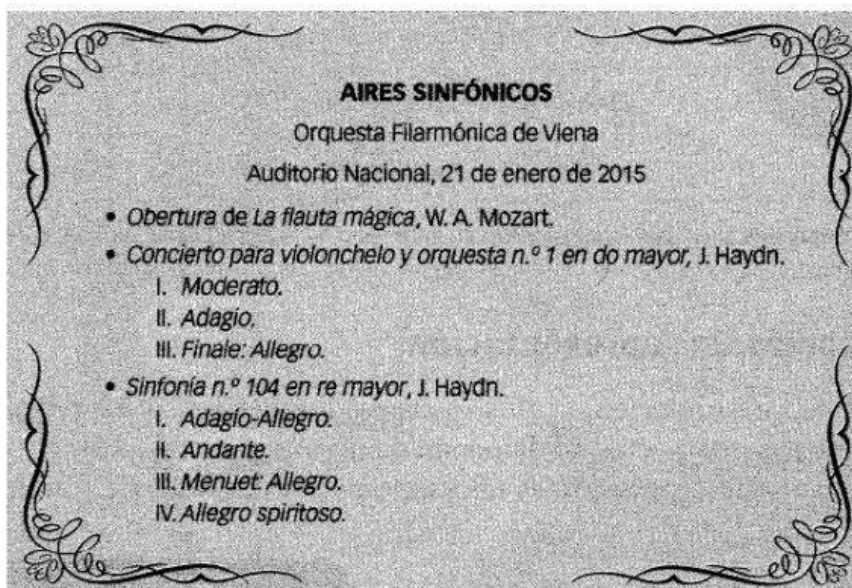 AIRES SINFÓNICOS
Orquesta Filarmónica de Viena
Auditorio Nacional, 21 de enero de 2015
• Obertura de La flauta mágica, W. A. Mozart.
• Concierto para violonchelo y orquesta n.º 1 en do mayor, J. Haydn.
I. Moderato.
II. Adagio.
III. Finale: Allegro.
• Sinfonía n.º 104 en re mayor, J. Haydn.
I. Adagio-Allegro.
II. Andante.
III. Menuet: Allegro.
IV. Allegro spiritoso.